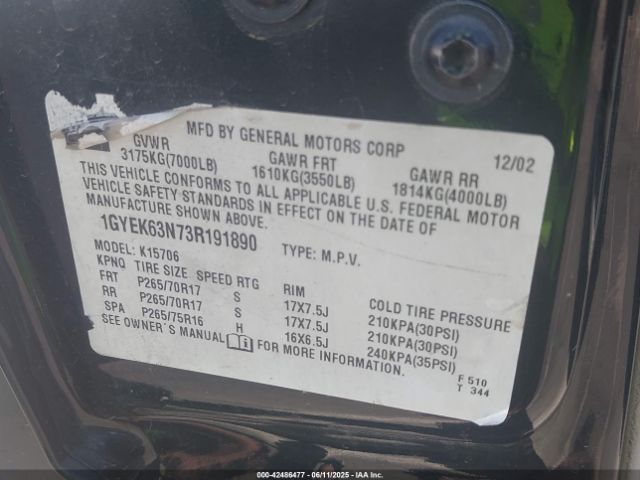 MFD BY GENERAL MOTORS CORP 12/02
GVWR GAWR FRT GAWR RR
3175KG(7000LB) 1610KG(3550LB) 1814KG(4000LB)
THIS VEHICLE CONFORMS TO ALL APPLICABLE U.S. FEDERAL MOTOR
VEHICLE SAFETY STANDARDS IN EFFECT ON THE DATE OF
MANUFACTURE SHOWN ABOVE.
1GYEK63N73R191890 TYPE: M.P.V.
MODEL: K15706
KPNQ TIRE SIZE SPEED RTG RIM COLD TIRE PRESSURE
FRT P265/70R17 S 17X7.5J 210KPA(30PSI)
RR P265/70R17 S 17X7.5J 210KPA(30PSI)
SPA P265/75R16 H 16X6.5J 240KPA(35PSI)
SEE OWNER'S MANUAL FOR MORE INFORMATION.
F 510
T 344
000-42486477 - 06/11/2025 - IAAI.COM